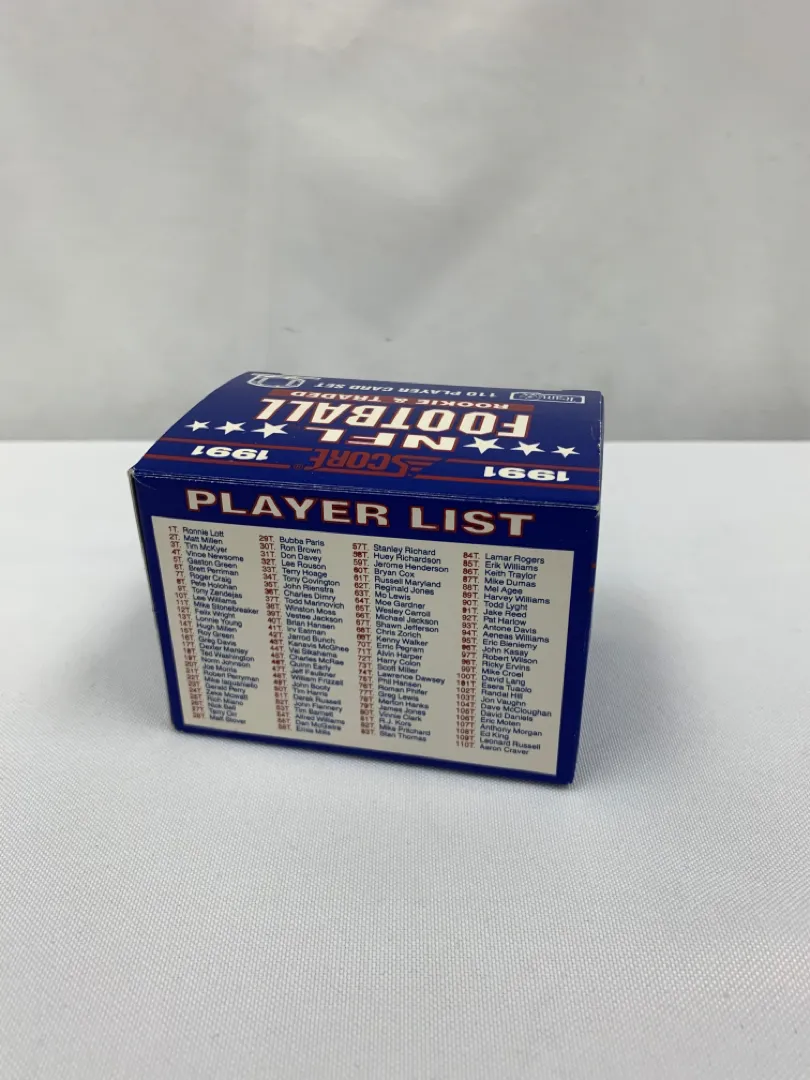 110 PLAYER CARD SET
ROOKIE & TRADED
FOOTBALL
NFL
1991 SCORE 1991
PLAYER LIST
1T. Ronnie Lott
2T. Matt Millen
3T. Tim McKyer
4T. Vince Newsome
5T. Gaston Green
6T. Brett Perriman
7T. Roger Craig
8T. Pete Holohan
9T. Tony Zendejas
10T. Lee Williams
11T. Mike Stonebreaker
12T. Felix Wright
13T. Lonnie Young
14T. Hugh Millen
15T. Roy Green
16T. Greg Davis
17T. Dexter Manley
18T. Ted Washington
19T. Norm Johnson
20T. Joe Morris
21T. Robert Perryman
22T. Mike Iaquaniello
23T. Gerald Perry
24T. Zeke Mowatt
25T. Rich Miano
26T. Nick Bell
27T. Terry Orr
28T. Matt Stover
29T. Bubba Paris
30T. Ron Brown
31T. Don Davey
32T. Lee Rouson
33T. Terry Hoage
34T. Tony Covington
35T. John Rienstra
36T. Charles Dimry
37T. Todd Marinovich
38T. Winston Moss
39T. Vestee Jackson
40T. Brian Hansen
41T. Irv Eatman
42T. Jarrod Bunch
43T. Kanavis McGhee
44T. Vai Sikahema
45T. Charles McRae
46T. Quinn Early
47T. Jeff Faulkner
48T. William Frizzell
49T. John Booty
50T. Tim Harris
51T. Derek Russell
52T. John Flannery
53T. Tim Barnett
54T. Alfred Williams
55T. Dan McGwire
56T. Ernie Mills
57T. Stanley Richard
58T. Huey Richardson
59T. Jerome Henderson
60T. Bryan Cox
61T. Russell Maryland
62T. Reginald Jones
63T. Mo Lewis
64T. Moe Gardner
65T. Wesley Carroll
66T. Michael Jackson
67T. Shawn Jefferson
68T. Chris Zorich
69T. Kenny Walker
70T. Erric Pegram
71T. Alvin Harper
72T. Harry Colon
73T. Scott Miller
74T. Lawrence Dawsey
75T. Phil Hansen
76T. Roman Phifer
77T. Greg Lewis
78T. Merton Hanks
79T. James Jones
80T. Vinnie Clark
81T. R.J. Kors
82T. Mike Pritchard
83T. Stan Thomas
84T. Lamar Rogers
85T. Erik Williams
86T. Keith Traylor
87T. Mike Dumas
88T. Mel Agee
89T. Harvey Williams
90T. Todd Lyght
91T. Jake Reed
92T. Pat Harlow
93T. Antone Davis
94T. Aeneas Williams
95T. Eric Bieniemy
96T. John Kasay
97T. Robert Wilson
98T. Ricky Ervins
99T. Mike Croel
100T. David Lang
101T. Esera Tuaolo
102T. Randal Hill
103T. Jon Vaughn
104T. Dave McCloughan
105T. David Daniels
106T. Eric Moten
107T. Anthony Morgan
108T. Ed King
109T. Leonard Russell
110T. Aaron Craver